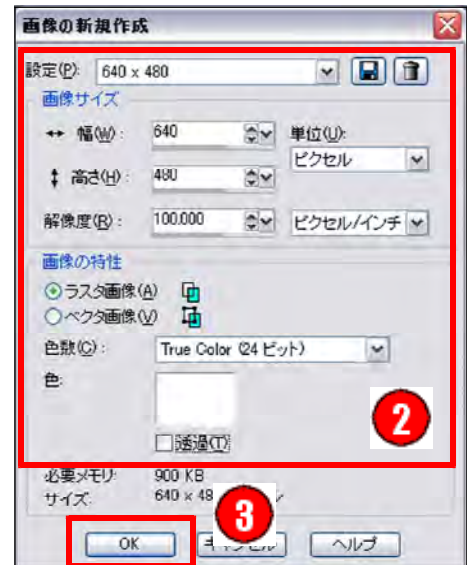 画像の新規作成
設定(P): 640 x 480
画像サイズ
↔ 幅(W): 640 単位(U):
ピクセル
高さ(H): 480
解像度(R): 100.000 ピクセル/インチ
画像の特性
ラスタ画像(A)
ベクタ画像(V)
色数(C): True Color (24 ビット)
色:
2
透過(T)
必要メモリ: 900 KB
サイズ: 640 x 48
3
OK ヘルプ